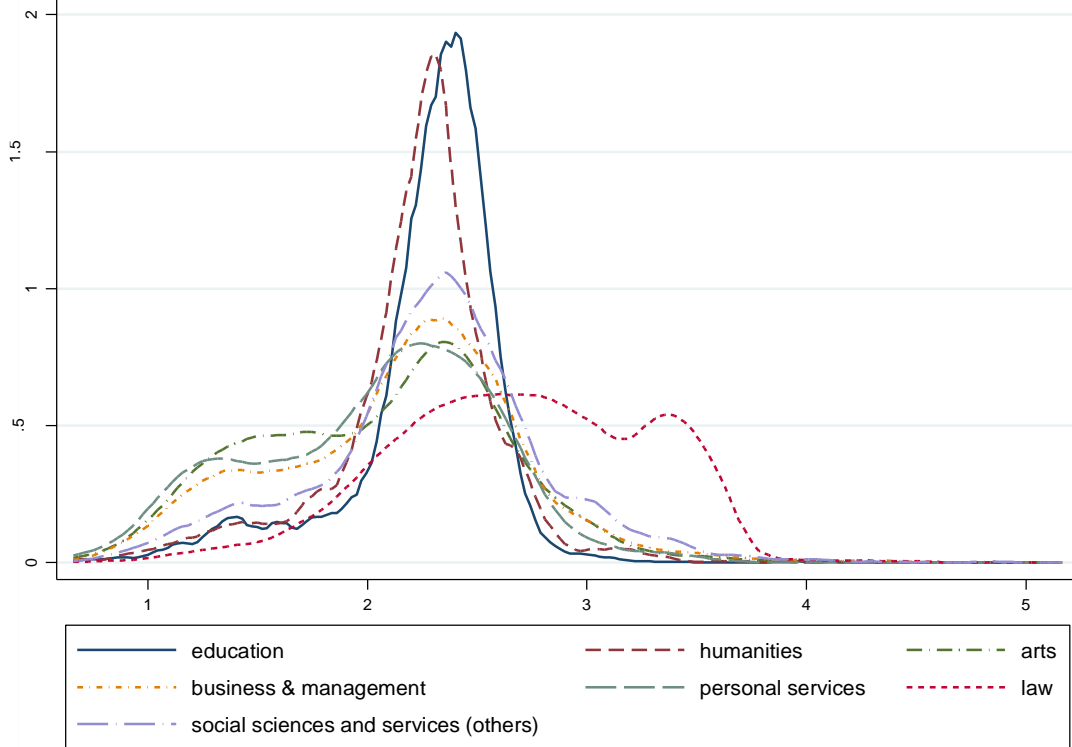 2
1.5
1
.5
0
1 2 3 4 5
education humanities arts
business & management personal services law
social sciences and services (others)